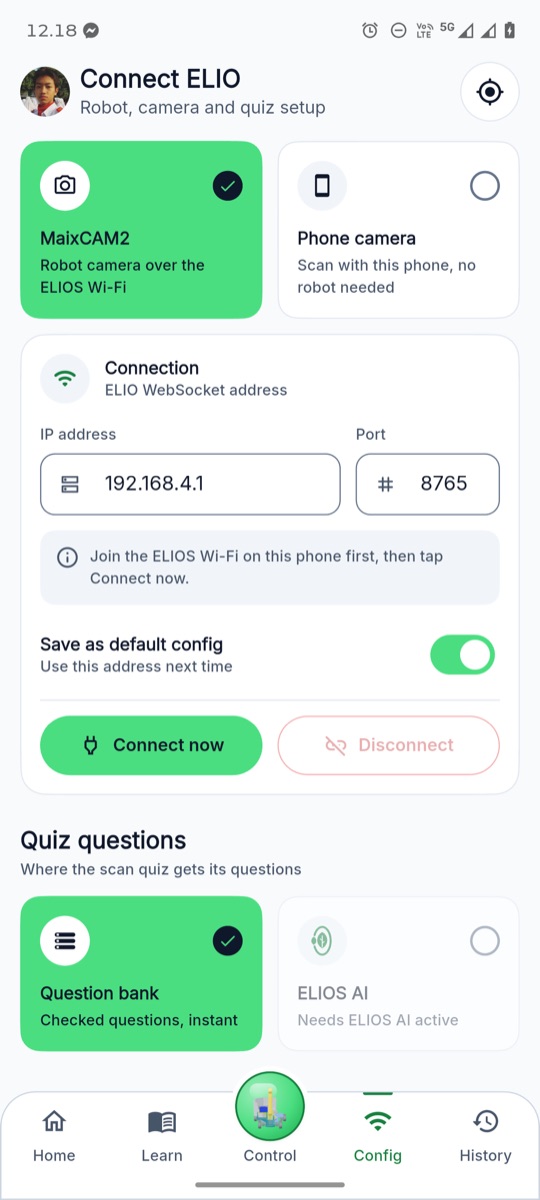 12.18
Vo))
LTE
5G
Connect ELIO
Robot, camera and quiz setup
MaixCAM2
Robot camera over the
ELIOS Wi-Fi
Phone camera
Scan with this phone, no
robot needed
Connection
ELIO WebSocket address
IP address
Port
192.168.4.1
8765
Join the ELIOS Wi-Fi on this phone first, then tap
Connect now.
Save as default config
Use this address next time
Connect now
Disconnect
Quiz questions
Where the scan quiz gets its questions
Question bank
Checked questions, instant
ELIOS AI
Needs ELIOS AI active
Home
Learn
Control
Config
History